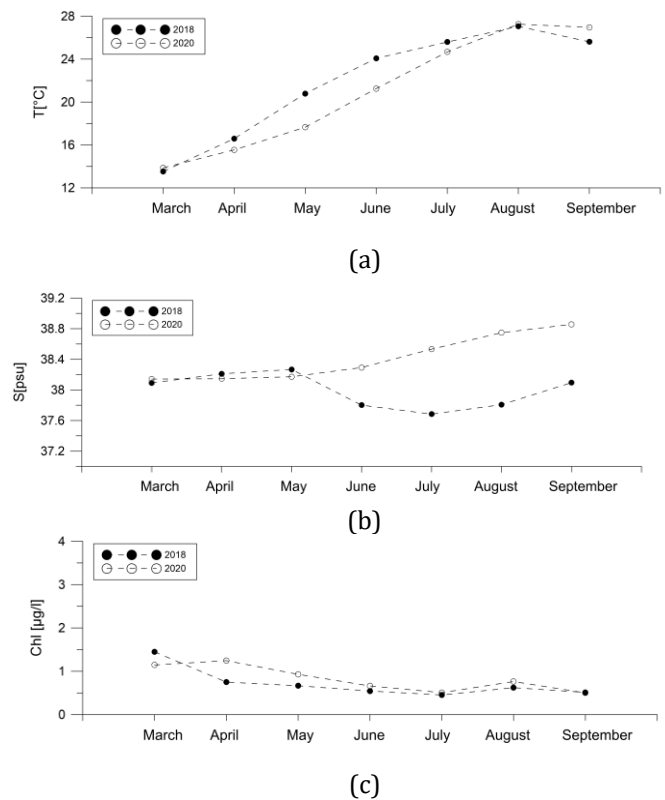 28
24
20
16
12
T[°C]
2018
2020
March April May June July August September
(a)
39.2
38.8
38.4
38
37.6
37.2
S[psu]
2018
2020
March April May June July August September
(b)
4
3
2
1
0
Chl [µg/l]
2018
2020
March April May June July August September
(c)